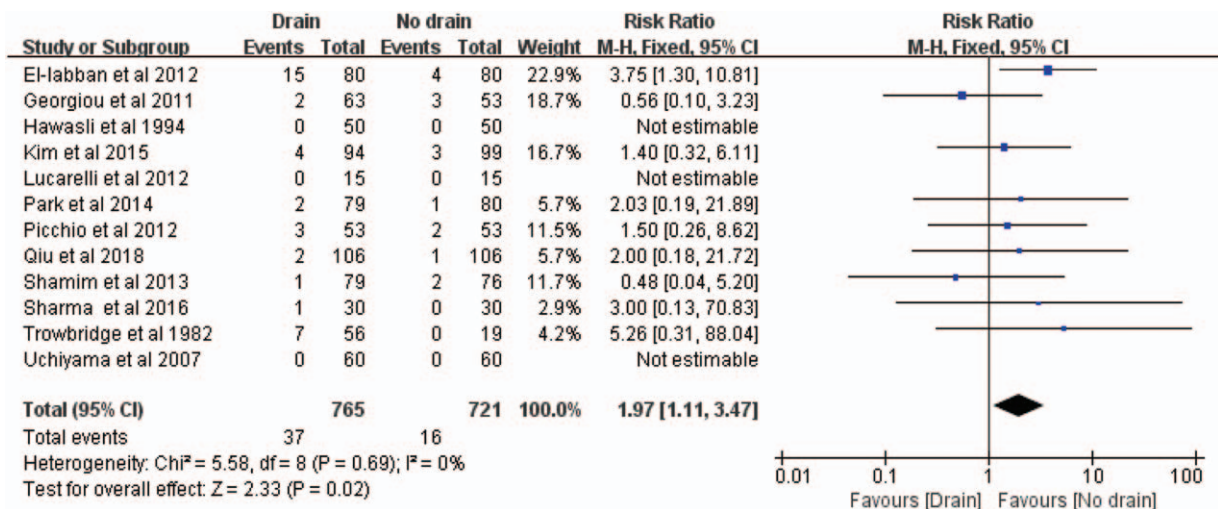 Drain No drain Risk Ratio Risk Ratio
Study or Subgroup Events Total Events Total Weight M-H, Fixed, 95% CI M-H, Fixed, 95% CI
El-labban et al 2012 15 80 4 80 22.9% 3.75 [1.30, 10.81]
Georgiou et al 2011 2 63 3 53 18.7% 0.56 [0.10, 3.23]
Hawasli et al 1994 0 50 0 50 Not estimable
Kim et al 2015 4 94 3 99 16.7% 1.40 [0.32, 6.11]
Lucarelli et al 2012 0 15 0 15 Not estimable
Park et al 2014 2 79 1 80 5.7% 2.03 [0.19, 21.89]
Picchio et al 2012 3 53 2 53 11.5% 1.50 [0.26, 8.62]
Qiu et al 2018 2 106 1 106 5.7% 2.00 [0.18, 21.72]
Shamim et al 2013 1 79 2 76 11.7% 0.48 [0.04, 5.20]
Sharma et al 2016 1 30 0 30 2.9% 3.00 [0.13, 70.83]
Trowbridge et al 1982 7 56 0 19 4.2% 5.26 [0.31, 88.04]
Uchiyama et al 2007 0 60 0 60 Not estimable
Total (95% CI) 765 721 100.0% 1.97 [1.11, 3.47]
Total events 37 16
Heterogeneity: Chi² = 5.58, df = 8 (P = 0.69); I² = 0%
Test for overall effect: Z = 2.33 (P = 0.02)
0.01 0.1 1 10 100
Favours [Drain] Favours [No drain]